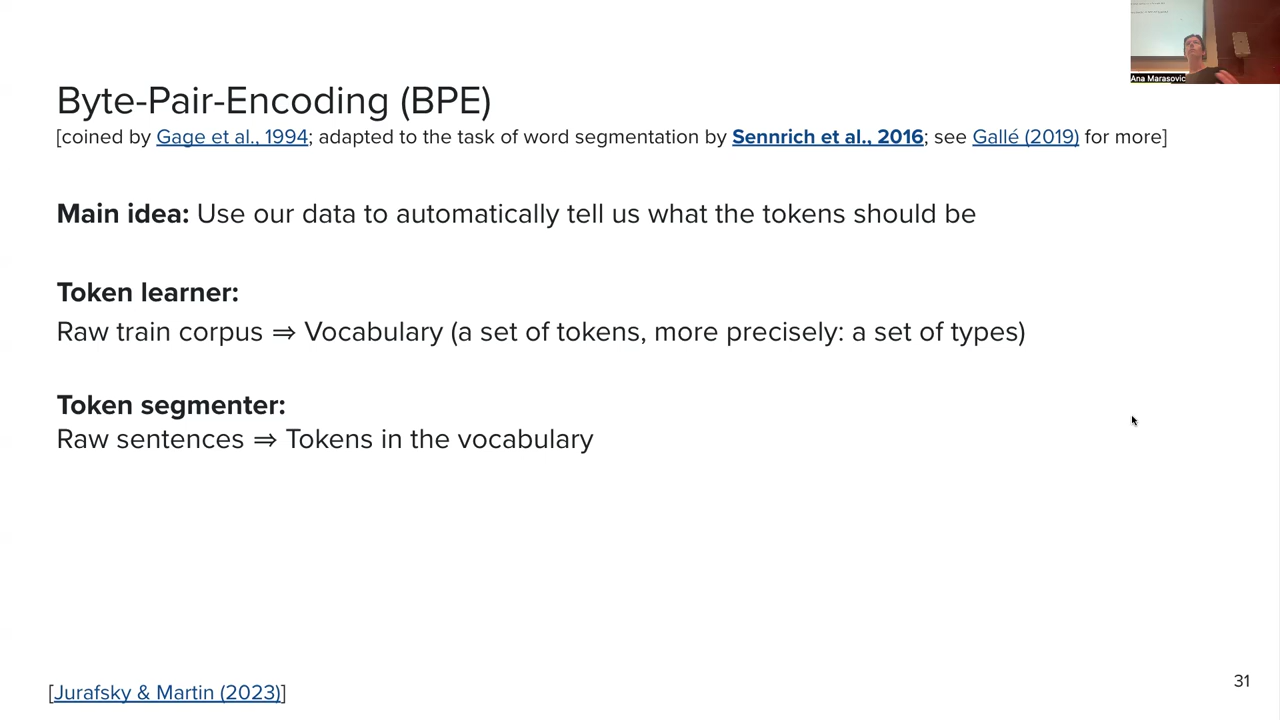 Ana Marasovic
Byte-Pair-Encoding (BPE)
[coined by Gage et al., 1994; adapted to the task of word segmentation by Sennrich et al., 2016; see Gallé (2019) for more]
Main idea: Use our data to automatically tell us what the tokens should be
Token learner:
Raw train corpus ⇒ Vocabulary (a set of tokens, more precisely: a set of types)
Token segmenter:
Raw sentences ⇒ Tokens in the vocabulary
[Jurafsky & Martin (2023)]
31